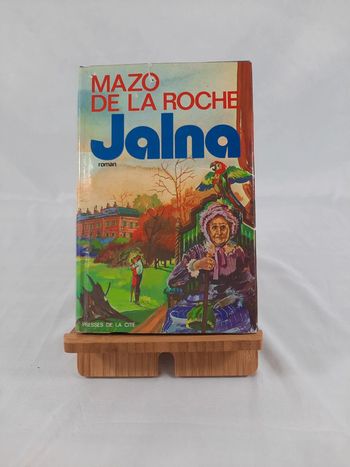 MAZO
DE LA ROCHE
Jalna
roman
PRESSES DE LA CITÉ